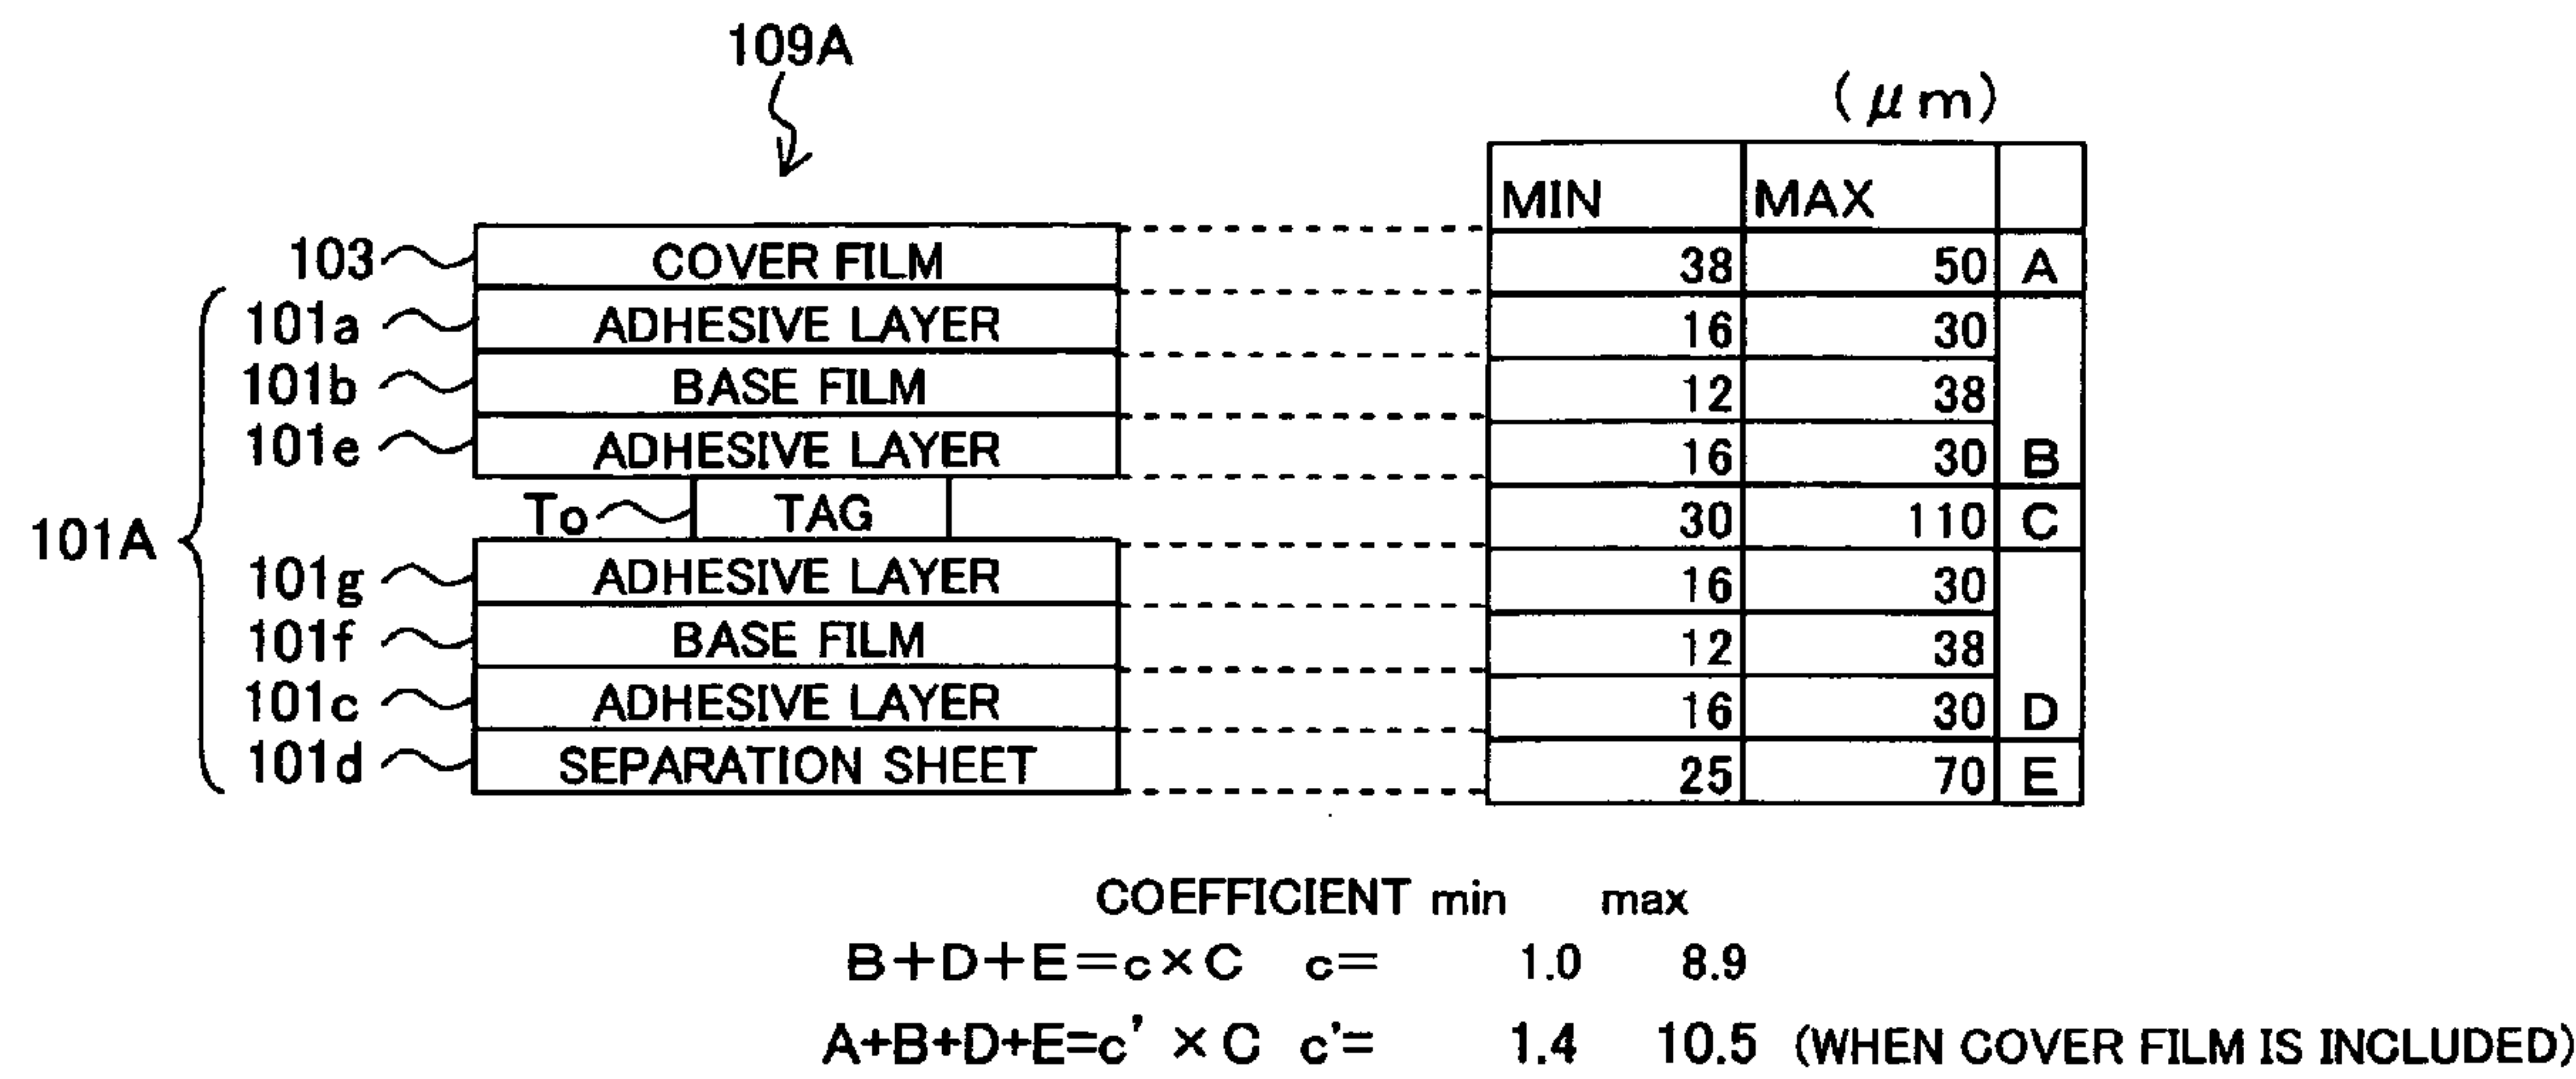 109A
(μm)
MIN MAX
103 COVER FILM 38 50 A
101a ADHESIVE LAYER 16 30
101b BASE FILM 12 38
101e ADHESIVE LAYER 16 30 B
To TAG 30 110 C
101A
101g ADHESIVE LAYER 16 30
101f BASE FILM 12 38
101c ADHESIVE LAYER 16 30 D
101d SEPARATION SHEET 25 70 E
COEFFICIENT min max
B+D+E=c×C c= 1.0 8.9
A+B+D+E=c'×C c'= 1.4 10.5 (WHEN COVER FILM IS INCLUDED)